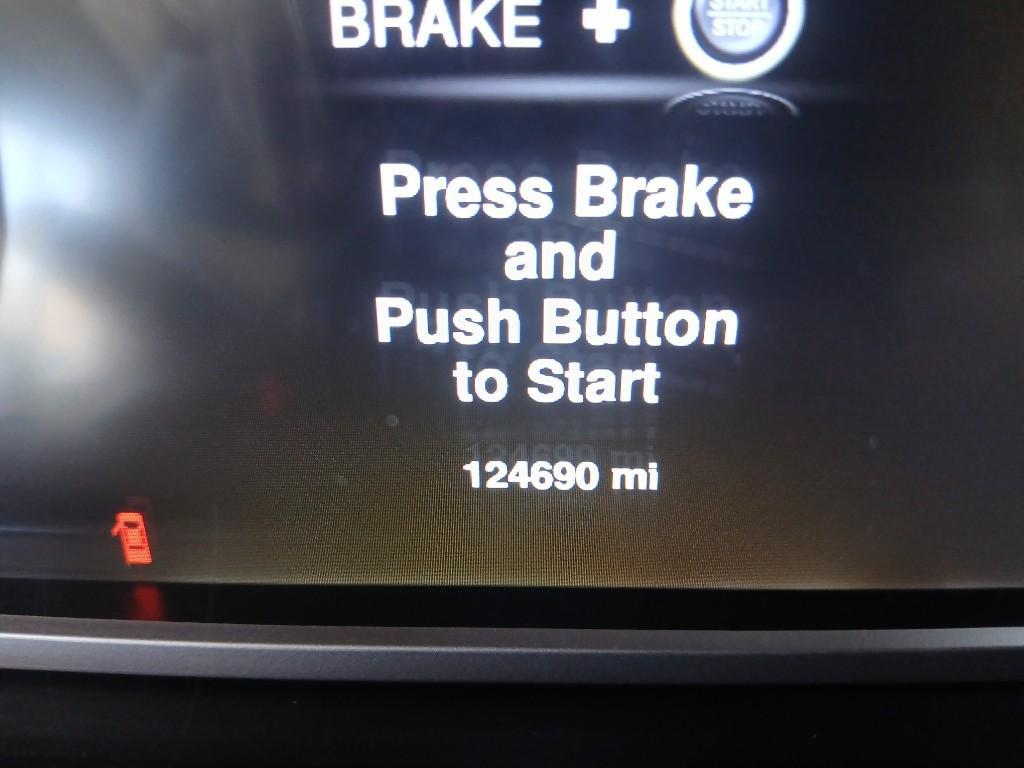 BRAKE +
START
STOP
Press Brake
and
Push Button
to Start
124690 mi